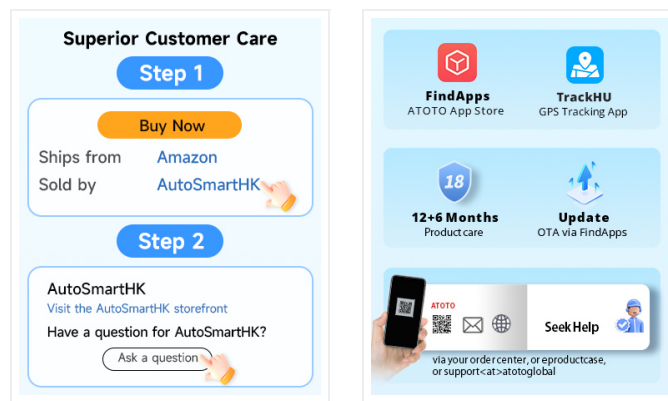 Superior Customer Care
Step 1
Buy Now
Ships from Amazon
Sold by AutoSmartHK
Step 2
AutoSmartHK
Visit the AutoSmartHK storefront
Have a question for AutoSmartHK?
Ask a question
FindApps
ATOTO App Store
TrackHU
GPS Tracking App
18
12+6 Months
Product care
Update
OTA via FindApps
ATOTO
Seek Help
via your order center, or eproductcase,
or support<at>atotoglobal